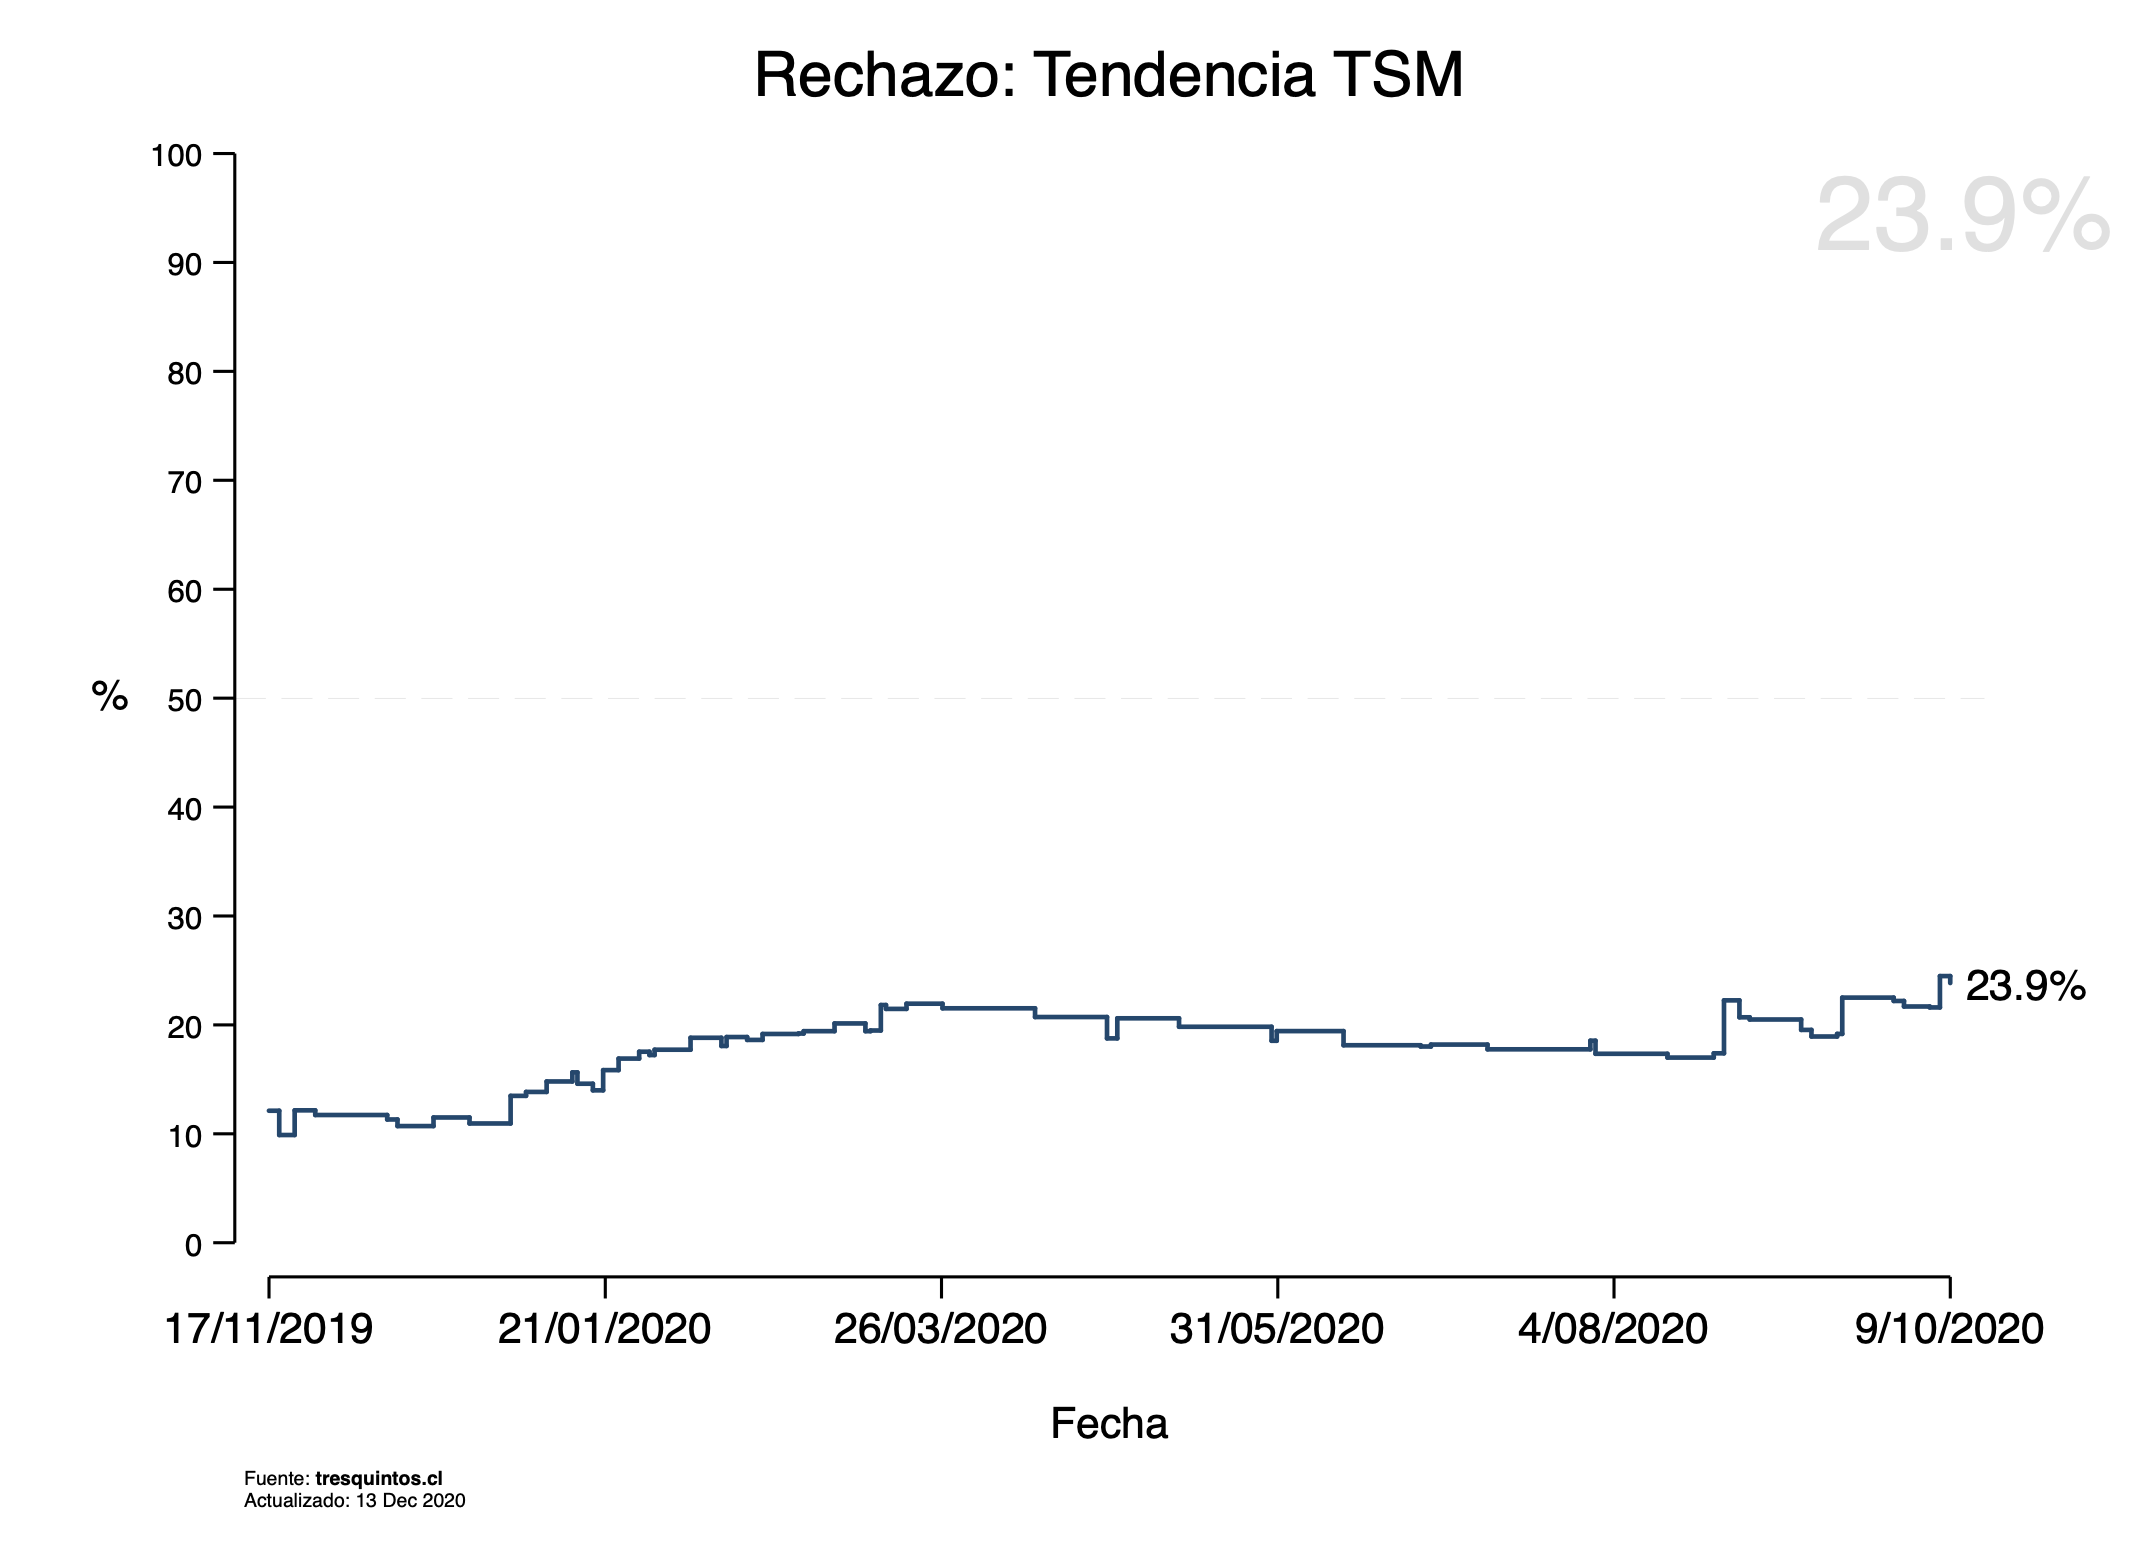 Rechazo: Tendencia TSM
23.9%
100
90
80
70
60
50
40
30
20
10
0
%
23.9%
17/11/2019 21/01/2020 26/03/2020 31/05/2020 4/08/2020 9/10/2020
Fecha
Fuente: tresquintos.cl
Actualizado: 13 Dec 2020